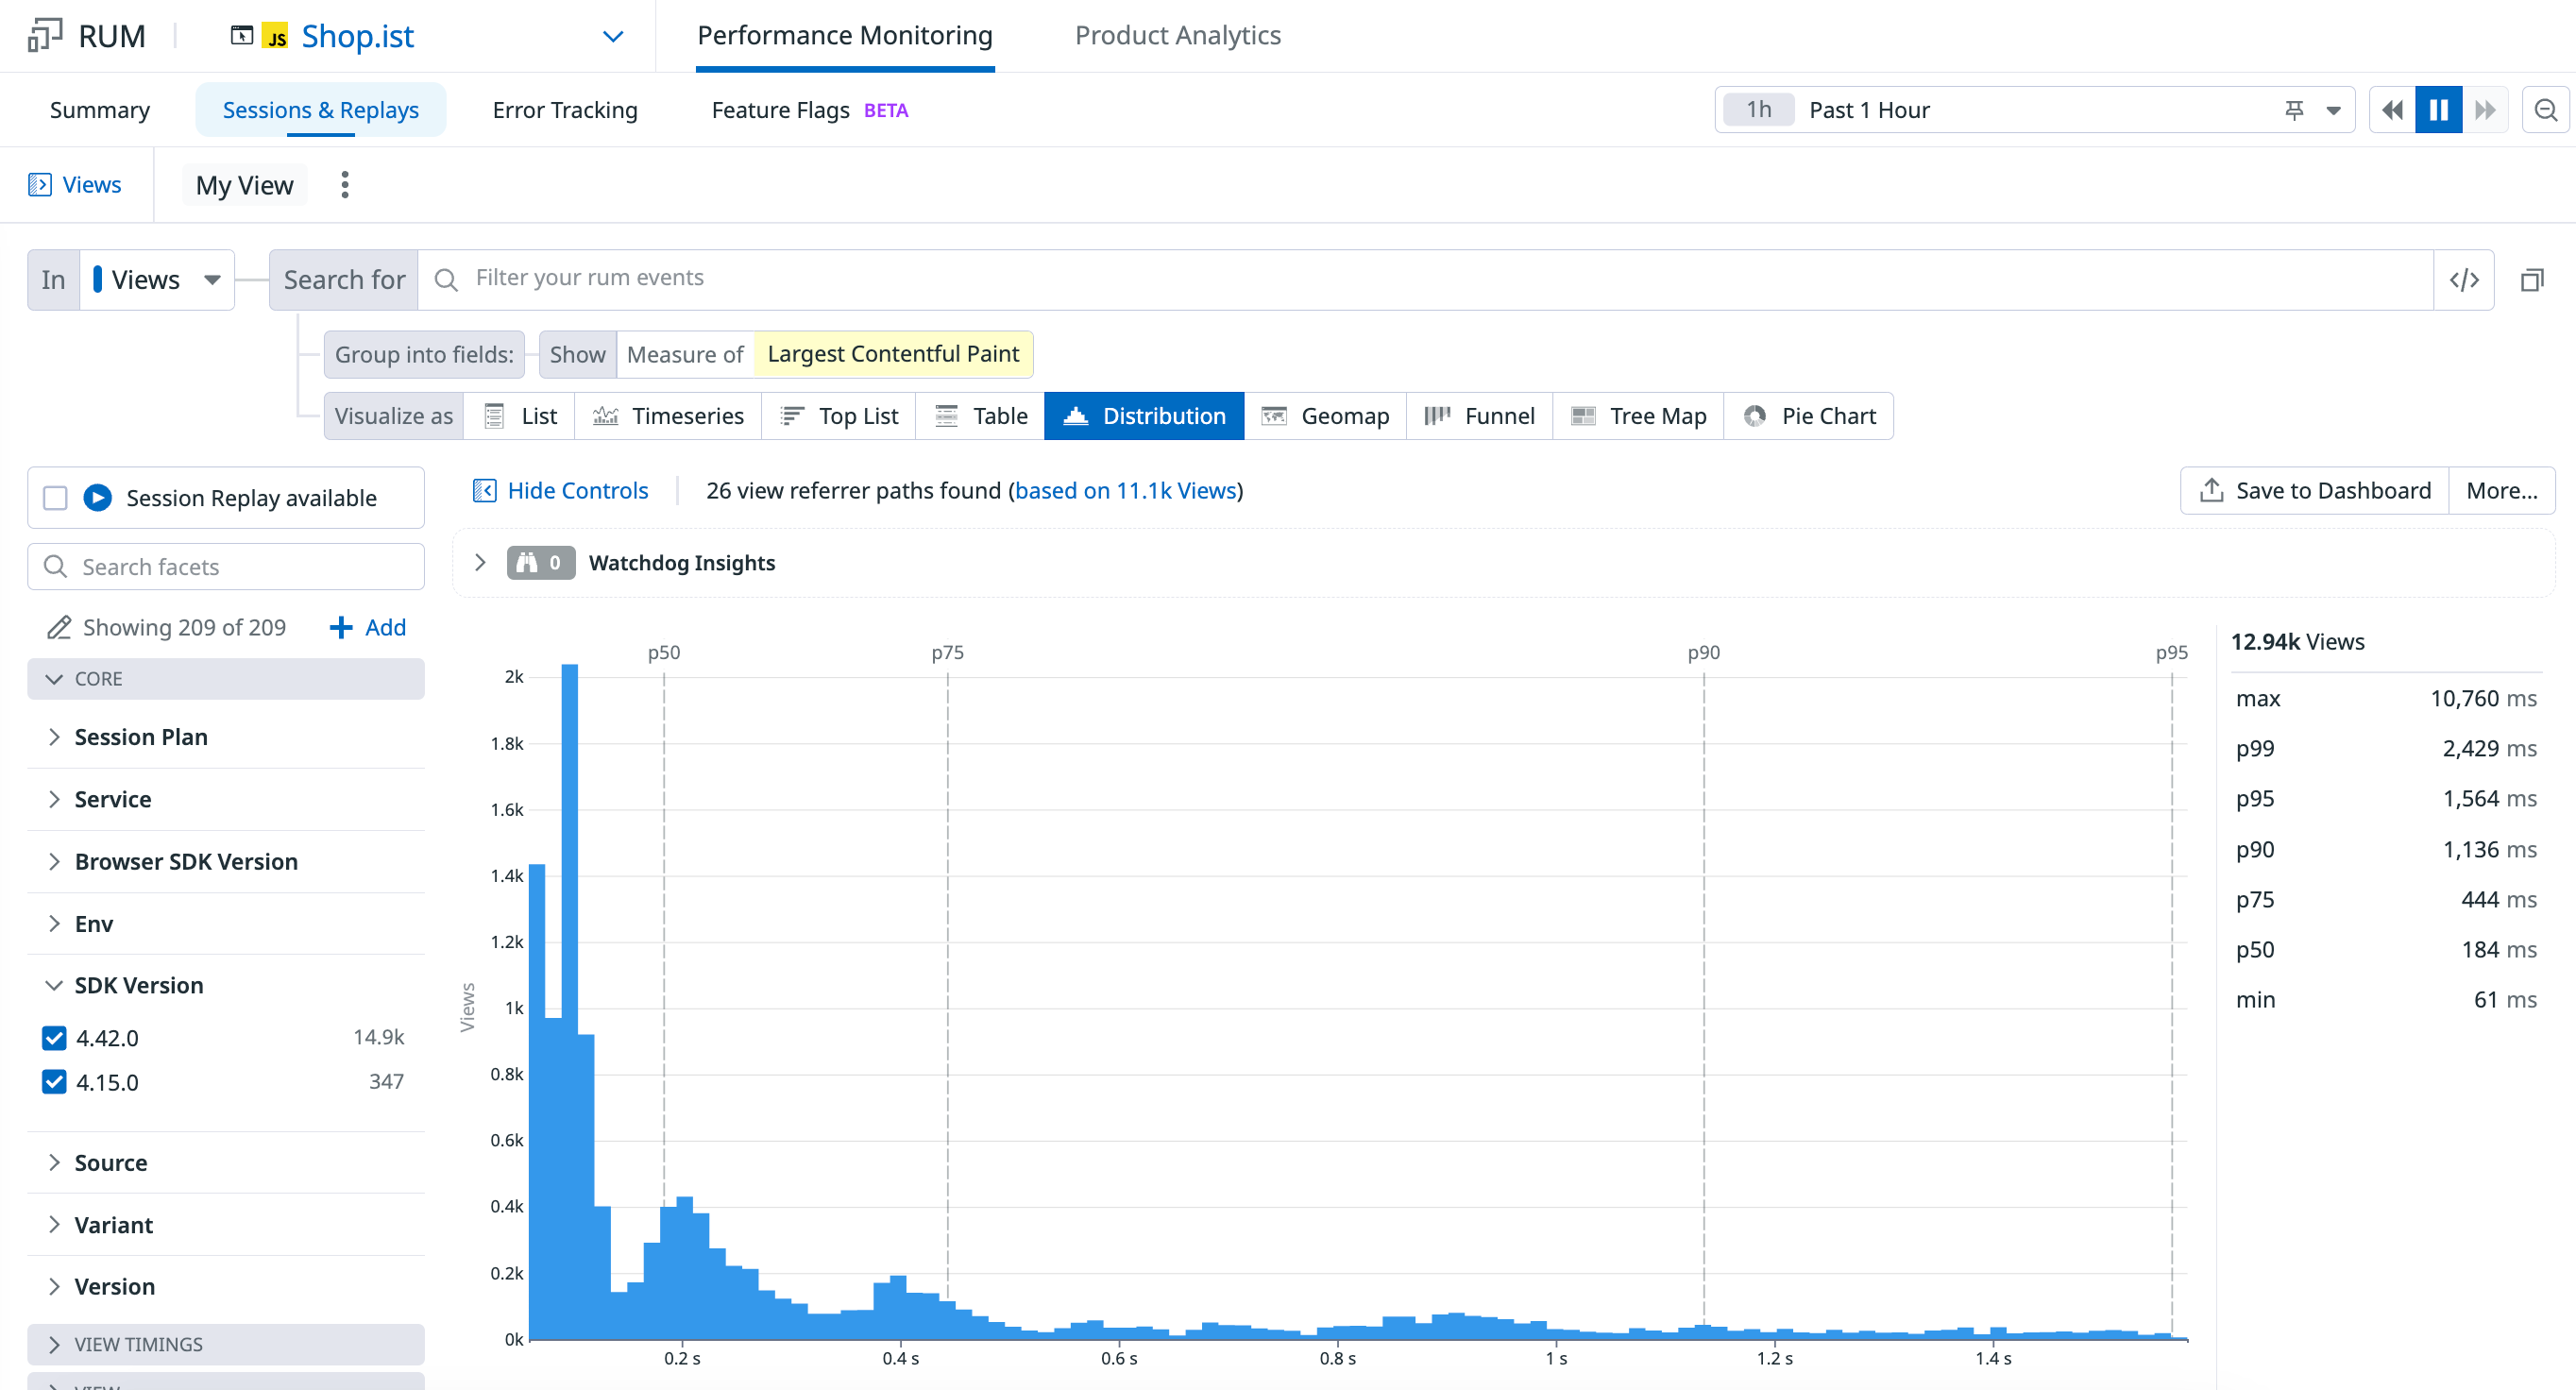 RUM JS Shop.ist Performance Monitoring Product Analytics
Summary Sessions & Replays Error Tracking Feature Flags BETA 1h Past 1 Hour
Views My View
In Views Search for Filter your rum events </>
Group into fields: Show Measure of Largest Contentful Paint
Visualize as List Timeseries Top List Table Distribution Geomap Funnel Tree Map Pie Chart
Session Replay available
Search facets
Showing 209 of 209 Add
CORE
Session Plan
Service
Browser SDK Version
Env
SDK Version
4.42.0 14.9k
4.15.0 347
Source
Variant
Version
VIEW TIMINGS
Hide Controls 26 view referrer paths found (based on 11.1k Views) Save to Dashboard More...
0 Watchdog Insights
p50 p75 p90 p95
2k
1.8k
1.6k
1.4k
1.2k
1k
0.8k
0.6k
0.4k
0.2k
0k
Views
0.2 s 0.4 s 0.6 s 0.8 s 1 s 1.2 s 1.4 s
12.94k Views
max 10,760 ms
p99 2,429 ms
p95 1,564 ms
p90 1,136 ms
p75 444 ms
p50 184 ms
min 61 ms